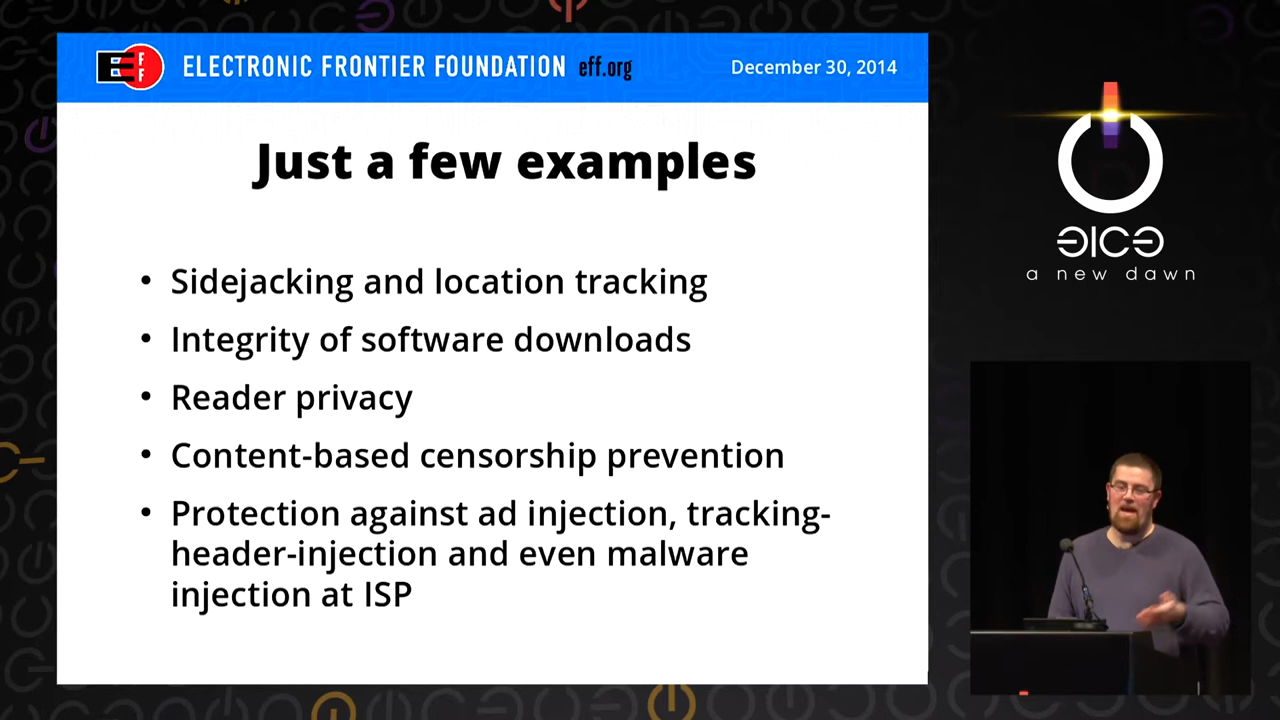 EFF
ELECTRONIC FRONTIER FOUNDATION eff.org
December 30, 2014
Just a few examples
• Sidejacking and location tracking
• Integrity of software downloads
• Reader privacy
• Content-based censorship prevention
• Protection against ad injection, tracking-
header-injection and even malware
injection at ISP
a new dawn